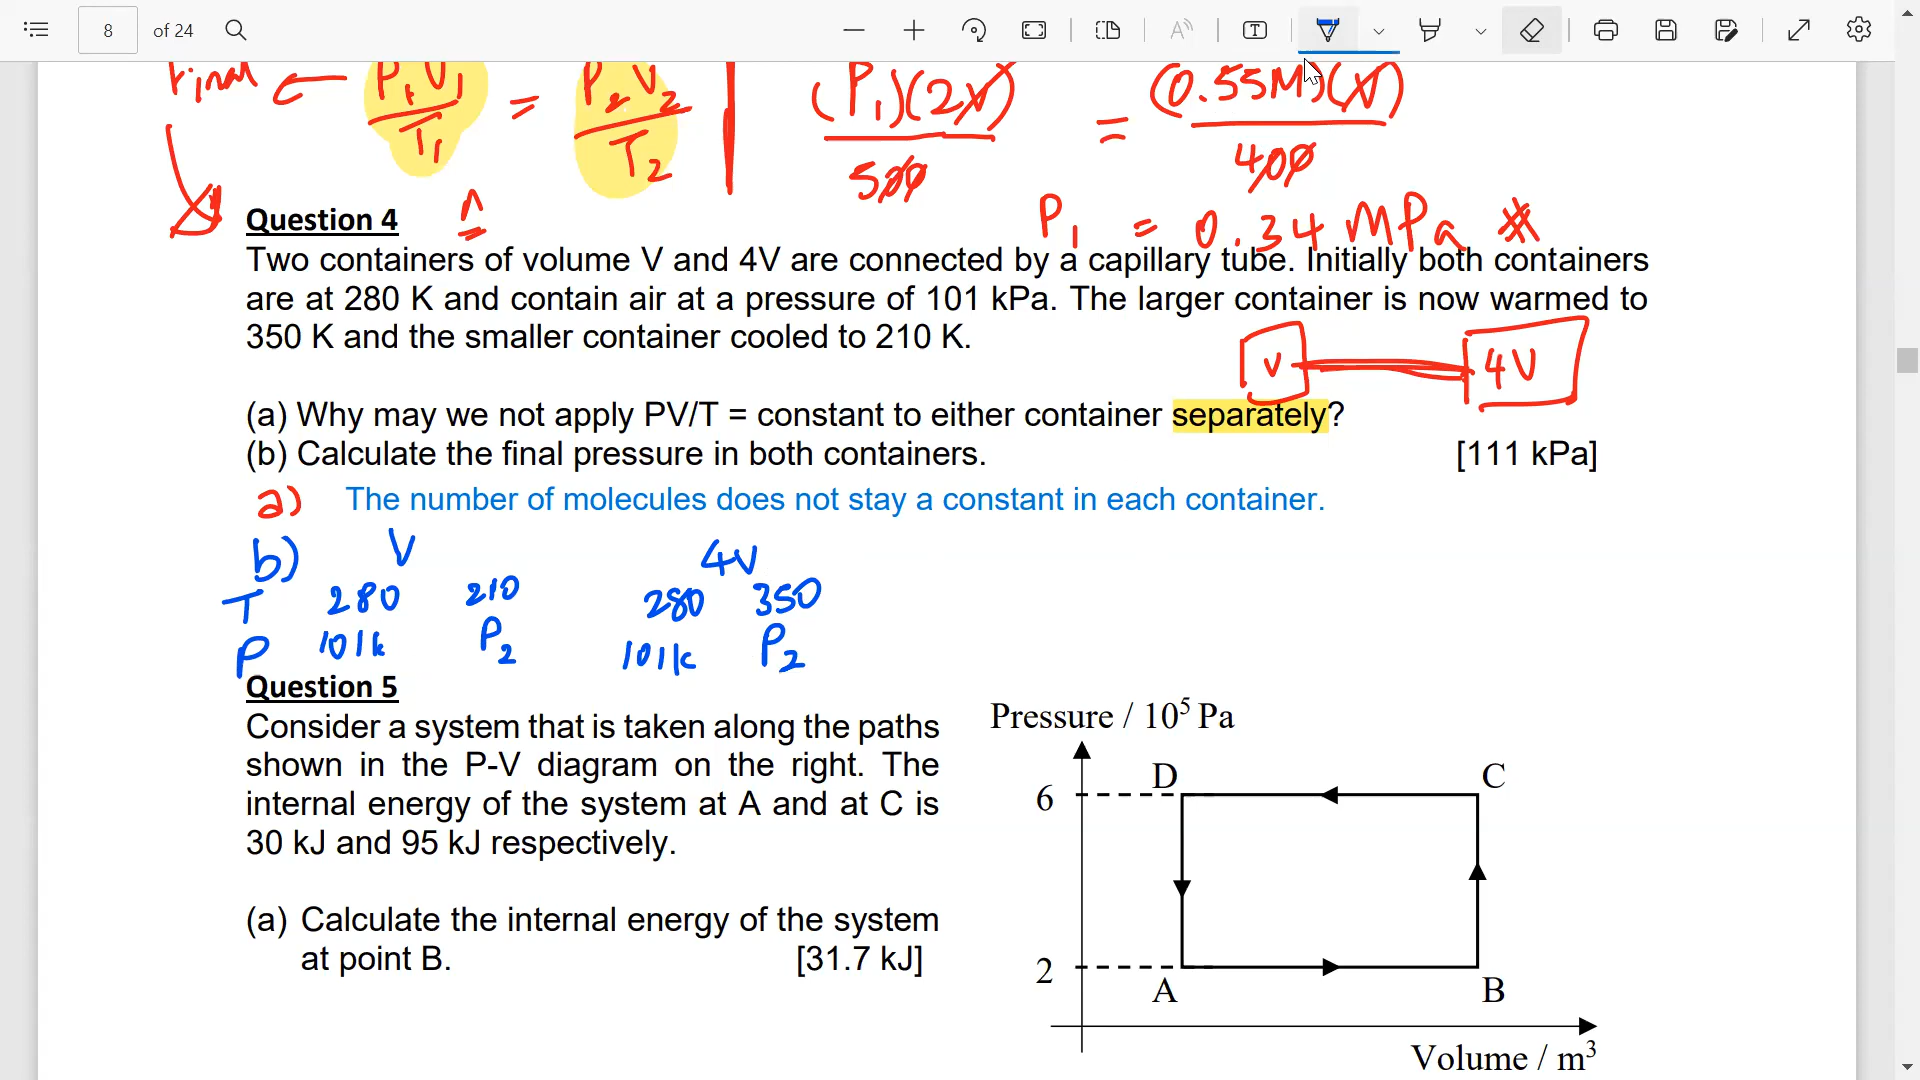 8 of 24
Final ← P₁V₁/T₁ = P₂V₂/T₂ | (P₁)(2V)/500 = (0.55M)(V)/400
P₁ = 0.34 MPa #
Question 4
n
Two containers of volume V and 4V are connected by a capillary tube. Initially both containers
are at 280 K and contain air at a pressure of 101 kPa. The larger container is now warmed to
350 K and the smaller container cooled to 210 K.
V 4V
(a) Why may we not apply PV/T = constant to either container separately?
(b) Calculate the final pressure in both containers. [111 kPa]
a) The number of molecules does not stay a constant in each container.
b) V 4V
T 280 210 280 350
P 101k P₂ 101k P₂
Question 5
Consider a system that is taken along the paths
shown in the P-V diagram on the right. The
internal energy of the system at A and at C is
30 kJ and 95 kJ respectively.
(a) Calculate the internal energy of the system
at point B. [31.7 kJ]
Pressure / 10⁵ Pa
D C
6
2
A B
Volume / m³